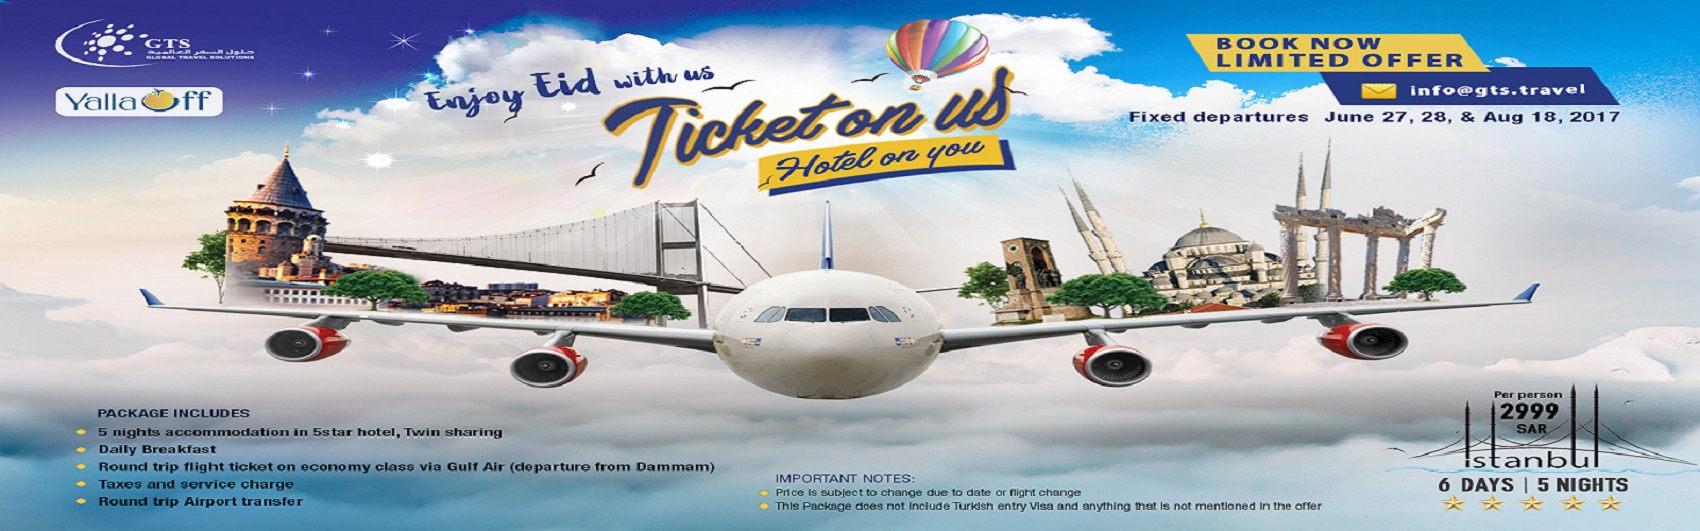 GTS
حلول السفر العالمية
GLOBAL TRAVEL SOLUTIONS
Yalla Off
Enjoy Eid with us
Ticket on us
Hotel on you
BOOK NOW
LIMITED OFFER
info@gts.travel
Fixed departures June 27, 28, & Aug 18, 2017
PACKAGE INCLUDES
5 nights accommodation in 5star hotel, Twin sharing
Daily Breakfast
Round trip flight ticket on economy class via Gulf Air (departure from Dammam)
Taxes and service charge
Round trip Airport transfer
IMPORTANT NOTES:
Price is subject to change due to date or flight change
This Package does not include Turkish entry Visa and anything that is not mentioned in the offer
Per person
2999
SAR
istanbul
6 DAYS | 5 NIGHTS